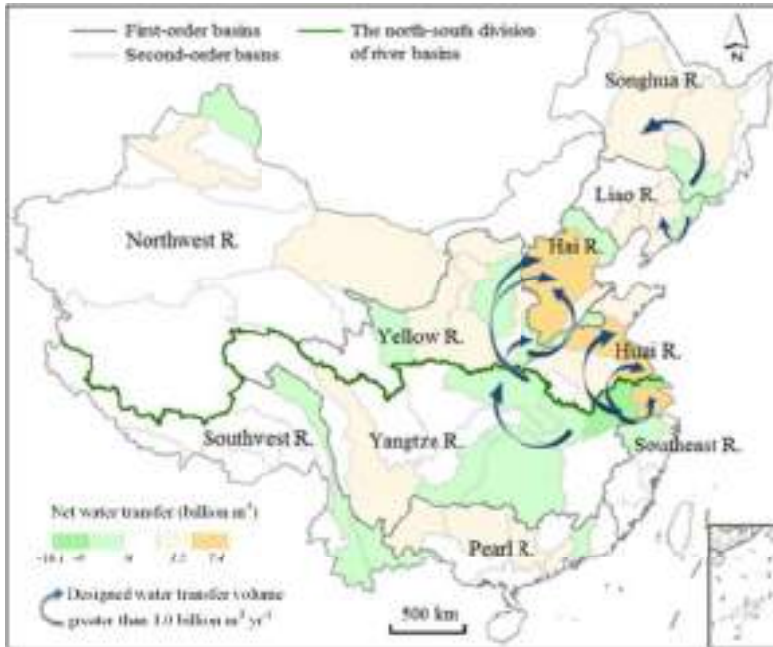 First-order basins
Second-order basins
The north-south division
of river basins
N
Songhua R.
Liao R.
Northwest R.
Hai R.
Yellow R.
Huai R.
Southwest R.
Yangtze R.
Southeast R.
Pearl R.
Net water transfer (billion m³)
Designed water transfer volume
greater than 1.0 billion m³ yr⁻¹
500 km